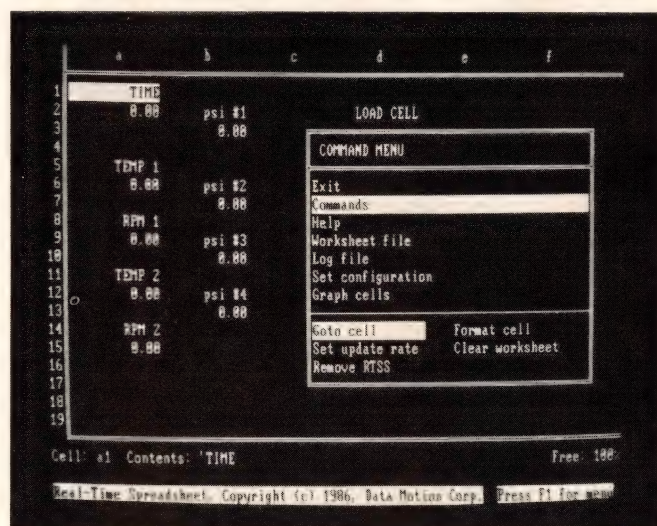 a b c d e f
1 TIME
2 0.00 psi #1 LOAD CELL
3 0.00
4 COMMAND MENU
5 TEMP 1
6 0.00 psi #2 Exit
7 0.00 Commands
8 RPM 1 Help
9 0.00 psi #3 Worksheet file
10 0.00 Log file
11 TEMP 2 Set configuration
12 0.00 psi #4 Graph cells
13 0.00
14 RPM 2 Goto cell Format cell
15 0.00 Set update rate Clear worksheet
16 Remove RTSS
17
18
19
Cell: a1 Contents: 'TIME Free: 100%
Real-Time Spreadsheet, Copyright (c) 1986, Data Motion Corp. Press F1 for menu